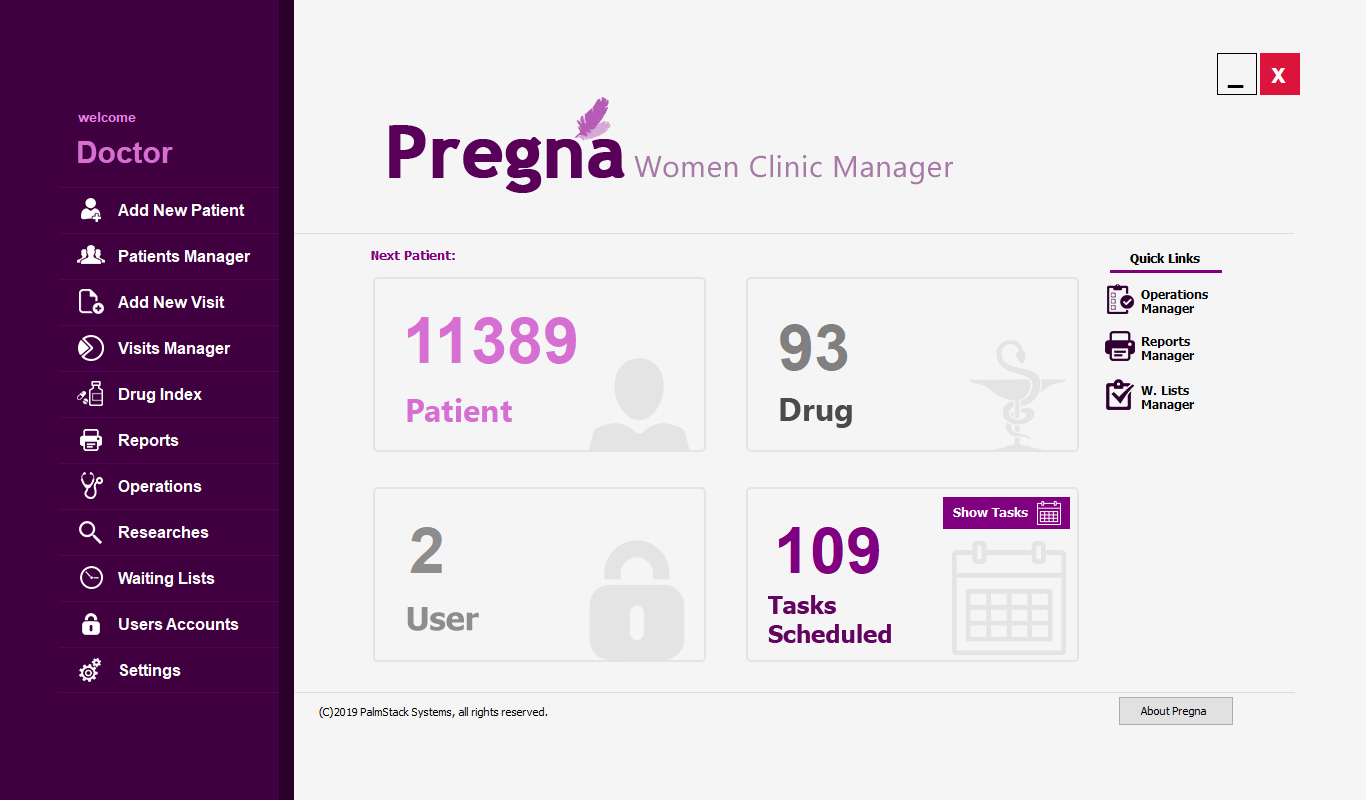 welcome
Doctor
Add New Patient
Patients Manager
Add New Visit
Visits Manager
Drug Index
Reports
Operations
Researches
Waiting Lists
Users Accounts
Settings
_
X
Pregna Women Clinic Manager
Next Patient:
11389
Patient
93
Drug
2
User
Show Tasks
109
Tasks
Scheduled
Quick Links
Operations
Manager
Reports
Manager
W. Lists
Manager
(C)2019 PalmStack Systems, all rights reserved.
About Pregna